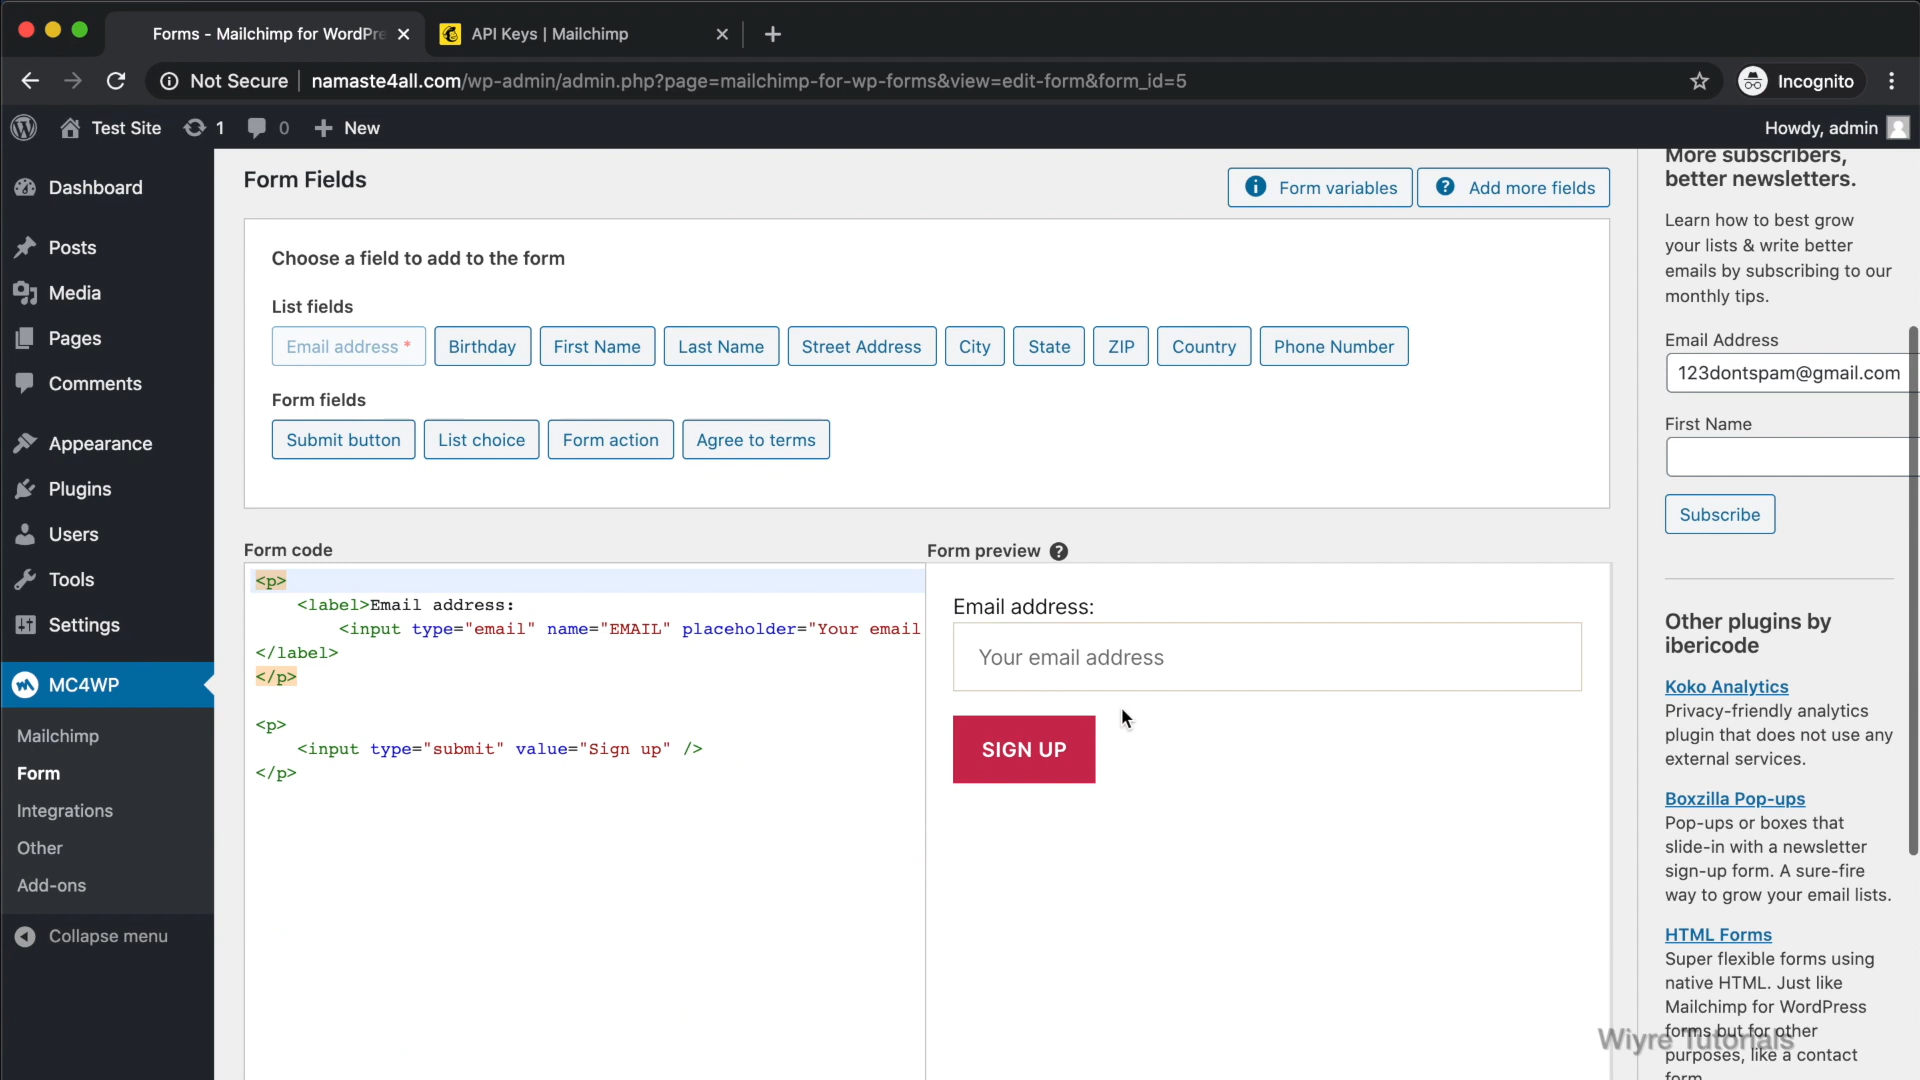 Forms - Mailchimp for WordPre
API Keys | Mailchimp
Not Secure
namaste4all.com/wp-admin/admin.php?page=mailchimp-for-wp-forms&view=edit-form&form_id=5
Incognito
Test Site
1
0
New
Howdy, admin
Dashboard
Posts
Media
Pages
Comments
Appearance
Plugins
Users
Tools
Settings
MC4WP
Mailchimp
Form
Integrations
Other
Add-ons
Collapse menu
Form Fields
Form variables
Add more fields
Choose a field to add to the form
List fields
Email address *
Birthday
First Name
Last Name
Street Address
City
State
ZIP
Country
Phone Number
Form fields
Submit button
List choice
Form action
Agree to terms
Form code
<p>
<label>Email address:
<input type="email" name="EMAIL" placeholder="Your email
</label>
</p>
<p>
<input type="submit" value="Sign up" />
</p>
Form preview
Email address:
Your email address
SIGN UP
More subscribers,
better newsletters.
Learn how to best grow
your lists & write better
emails by subscribing to our
monthly tips.
Email Address
123dontspam@gmail.com
First Name
Subscribe
Other plugins by
ibericode
Koko Analytics
Privacy-friendly analytics
plugin that does not use any
external services.
Boxzilla Pop-ups
Pop-ups or boxes that
slide-in with a newsletter
sign-up form. A sure-fire
way to grow your email lists.
HTML Forms
Super flexible forms using
native HTML. Just like
Mailchimp for WordPress
forms but for other
purposes, like a contact
form.
Wiyre Tutorials